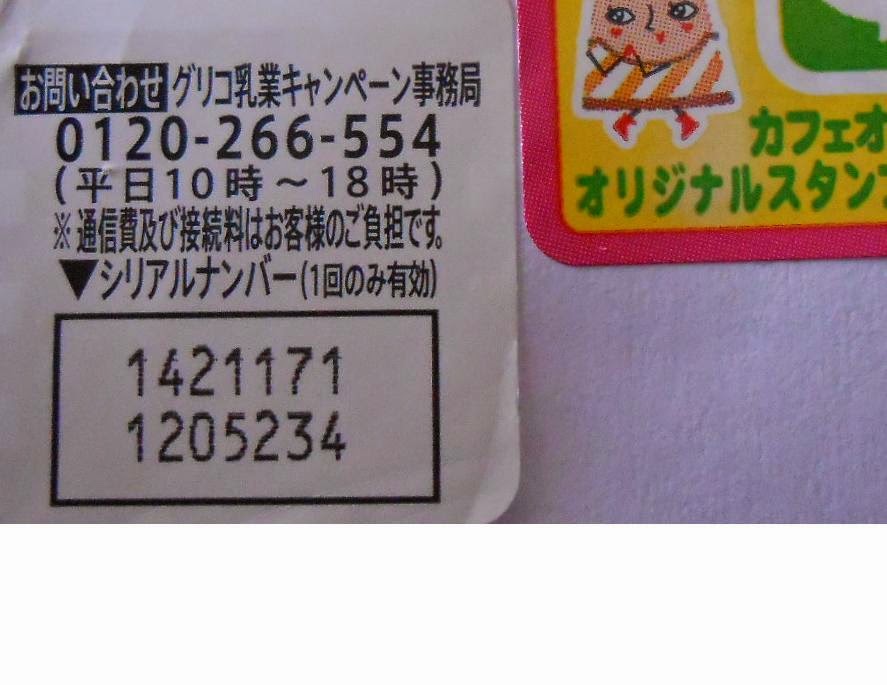 お問い合わせ グリコ乳業キャンペーン事務局
0120-266-554
(平日10時～18時)
※通信費及び接続料はお客様のご負担です。
▼シリアルナンバー(1回のみ有効)
1421171
1205234
カフェオ
オリジナルスタン